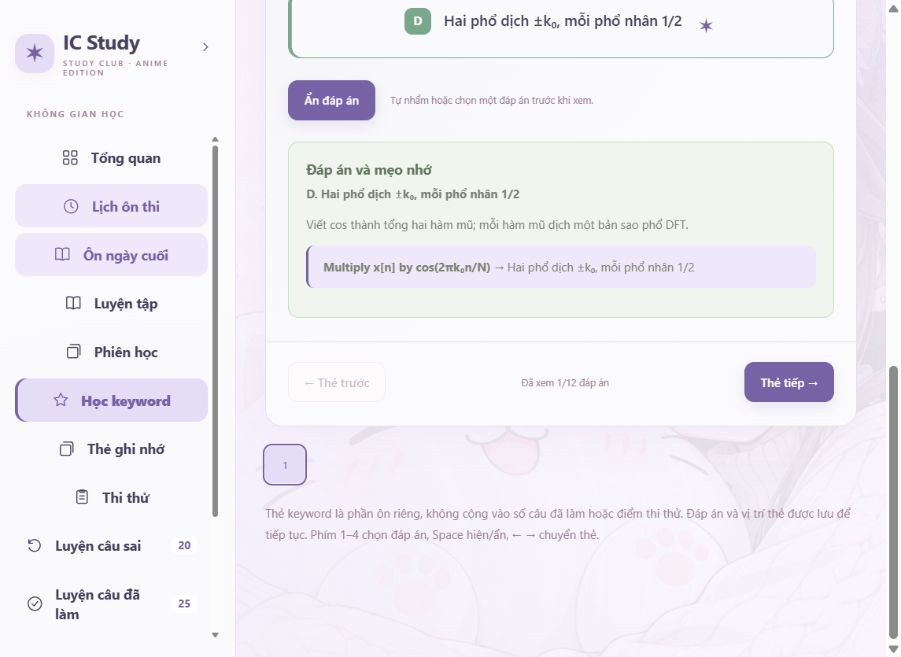 IC Study
STUDY CLUB · ANIME
EDITION
KHÔNG GIAN HỌC
Tổng quan
Lịch ôn thi
Ôn ngày cuối
Luyện tập
Phiên học
Học keyword
Thẻ ghi nhớ
Thi thử
Luyện câu sai 20
Luyện câu đã
làm 25
D Hai phổ dịch ±k₀, mỗi phổ nhân 1/2
Ẩn đáp án Tự nhẩm hoặc chọn một đáp án trước khi xem.
Đáp án và mẹo nhớ
D. Hai phổ dịch ±k₀, mỗi phổ nhân 1/2
Viết cos thành tổng hai hàm mũ; mỗi hàm mũ dịch một bản sao phổ DFT.
Multiply x[n] by cos(2πk₀n/N) → Hai phổ dịch ±k₀, mỗi phổ nhân 1/2
← Thẻ trước Đã xem 1/12 đáp án Thẻ tiếp →
1
Thẻ keyword là phần ôn riêng, không cộng vào số câu đã làm hoặc điểm thi thử. Đáp án và vị trí thẻ được lưu để
tiếp tục. Phím 1–4 chọn đáp án, Space hiện/ẩn, ← → chuyển thẻ.